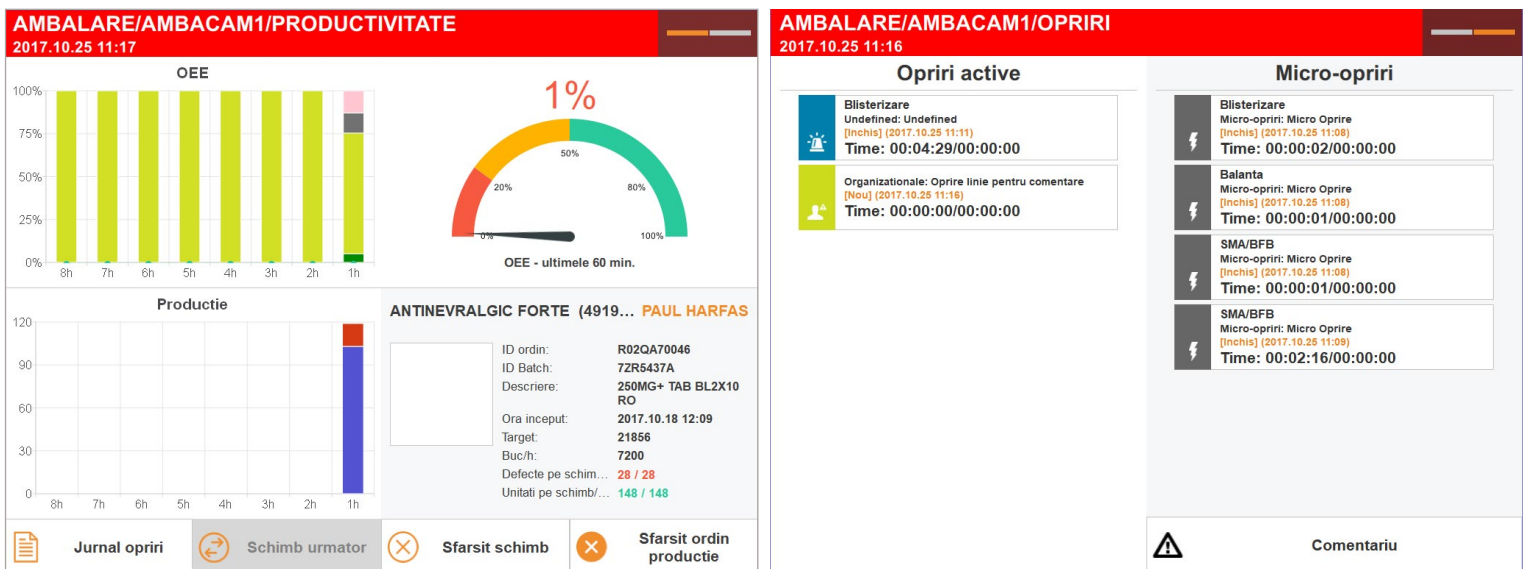 AMBALARE/AMBACAM1/PRODUCTIVITATE
2017.10.25 11:17
OEE
100%
75%
50%
25%
0%
8h 7h 6h 5h 4h 3h 2h 1h
1%
0%
20%
50%
80%
100%
OEE - ultimele 60 min.
Productie
120
90
60
30
0
8h 7h 6h 5h 4h 3h 2h 1h
ANTINEVRALGIC FORTE (4919... PAUL HARFAS
ID ordin: R02QA70046
ID Batch: 7ZR5437A
Descriere: 250MG+ TAB BL2X10
RO
Ora inceput: 2017.10.18 12:09
Target: 21856
Buc/h: 7200
Defecte pe schim... 28 / 28
Unitati pe schimb/... 148 / 148
Jurnal opriri
Schimb urmator
Sfarsit schimb
Sfarsit ordin
productie
AMBALARE/AMBACAM1/OPRIRI
2017.10.25 11:16
Opriri active
Blisterizare
Undefined: Undefined
[Inchis] (2017.10.25 11:11)
Time: 00:04:29/00:00:00
Organizationale: Oprire linie pentru comentare
[Nou] (2017.10.25 11:16)
Time: 00:00:00/00:00:00
Micro-opriri
Blisterizare
Micro-opriri: Micro Oprire
[Inchis] (2017.10.25 11:08)
Time: 00:00:02/00:00:00
Balanta
Micro-opriri: Micro Oprire
[Inchis] (2017.10.25 11:08)
Time: 00:00:01/00:00:00
SMA/BFB
Micro-opriri: Micro Oprire
[Inchis] (2017.10.25 11:08)
Time: 00:00:01/00:00:00
SMA/BFB
Micro-opriri: Micro Oprire
[Inchis] (2017.10.25 11:09)
Time: 00:02:16/00:00:00
Comentariu